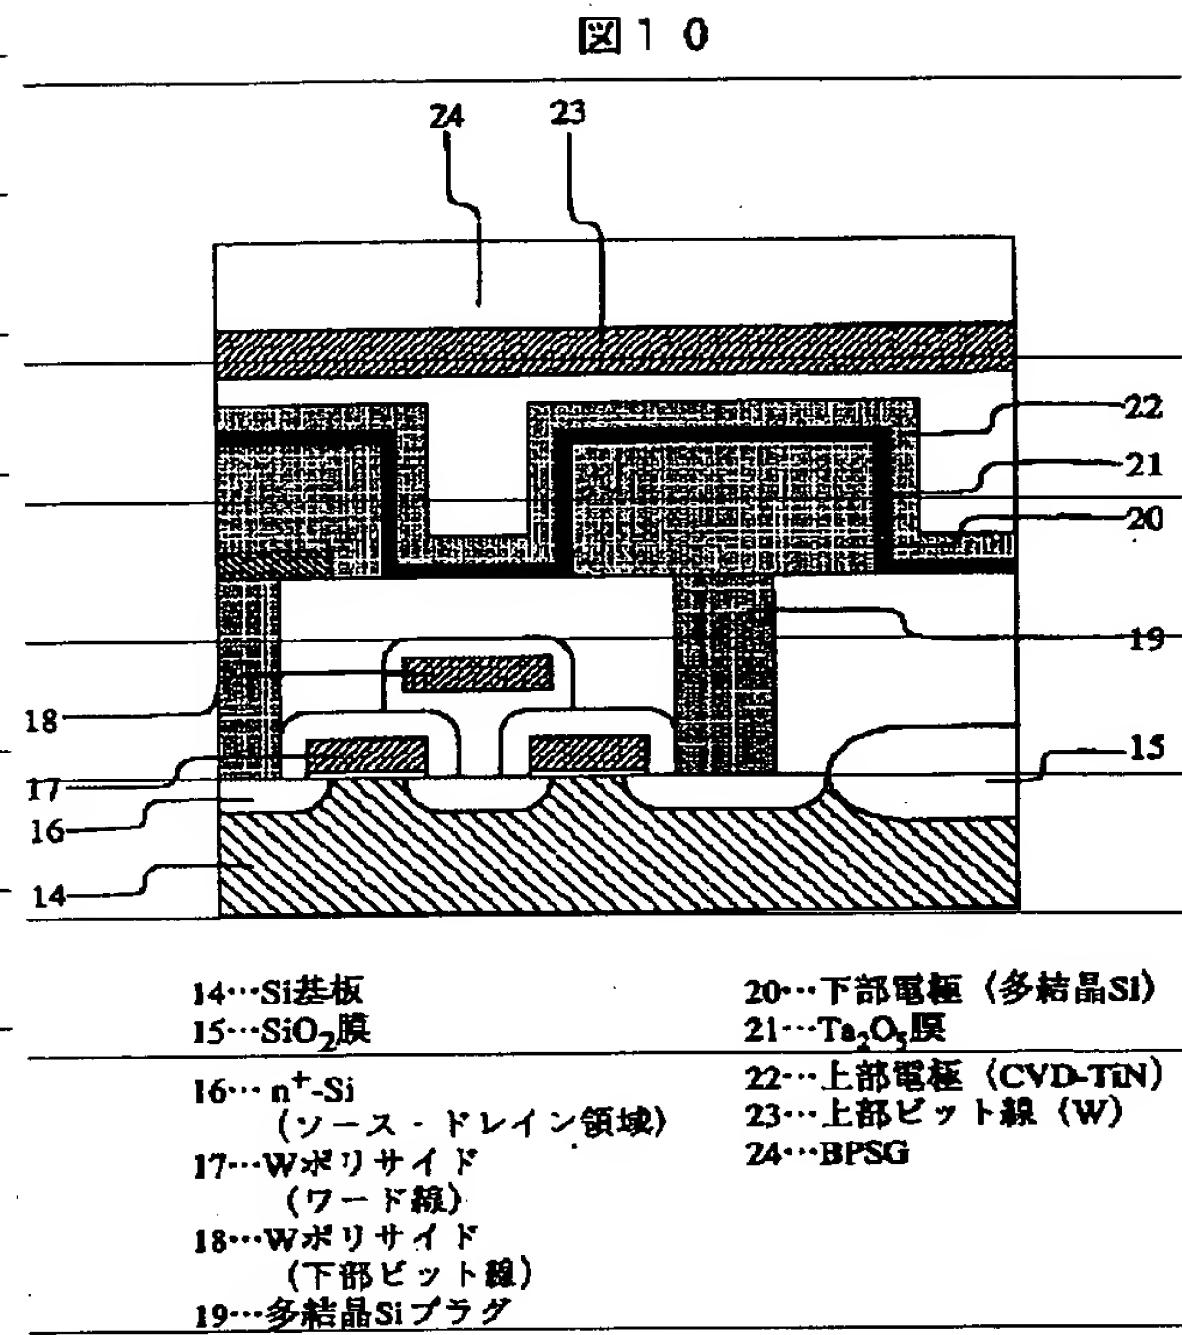 図10
24 23
22
21
20
19
18
15
17
16
14
14…Si基板
15…SiO₂膜
16… n⁺-Si
(ソース・ドレイン領域)
17…Wポリサイド
(ワード線)
18…Wポリサイド
(下部ビット線)
19…多結晶Siプラグ
20…下部電極（多結晶Si）
21…Ta₂O₅膜
22…上部電極（CVD-TiN）
23…上部ビット線（W）
24…BPSG